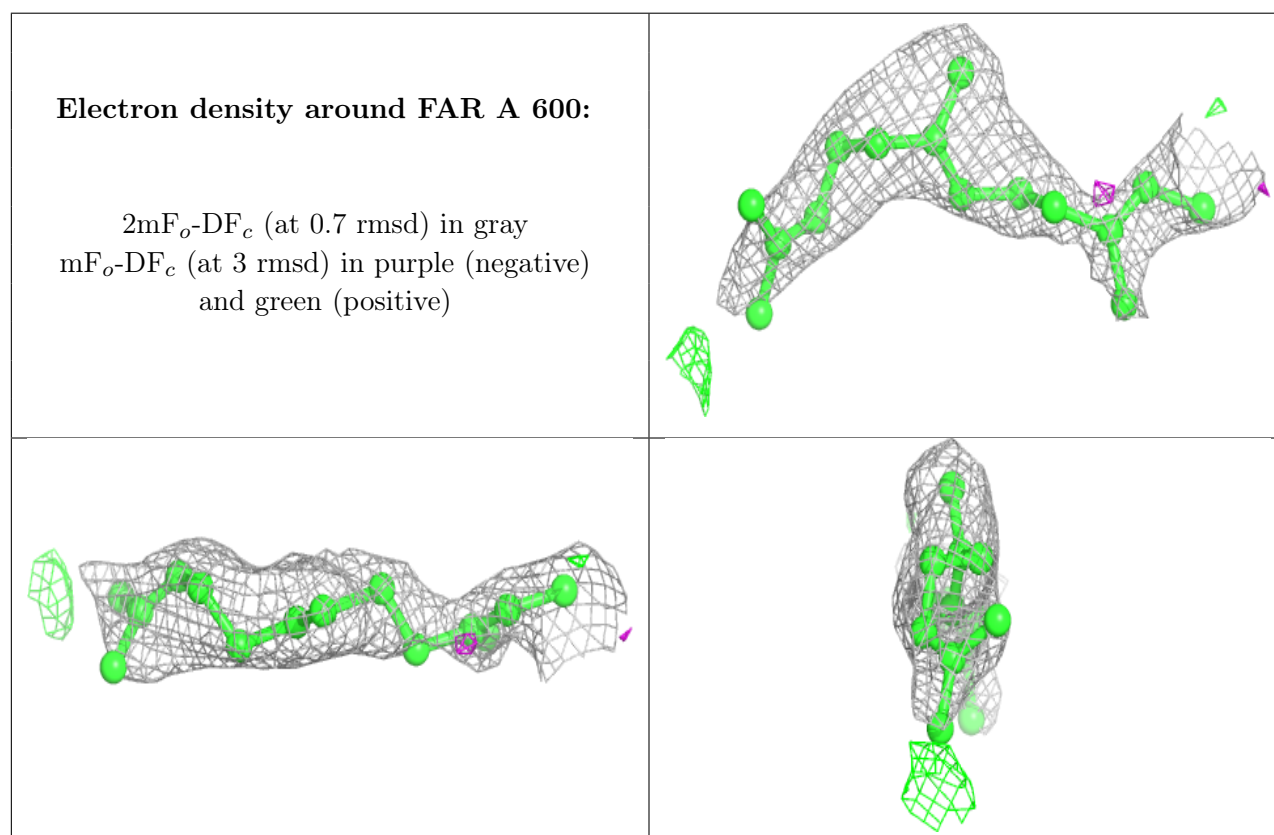 Electron density around FAR A 600:
2mFo-DFc (at 0.7 rmsd) in gray
mFo-DFc (at 3 rmsd) in purple (negative)
and green (positive)